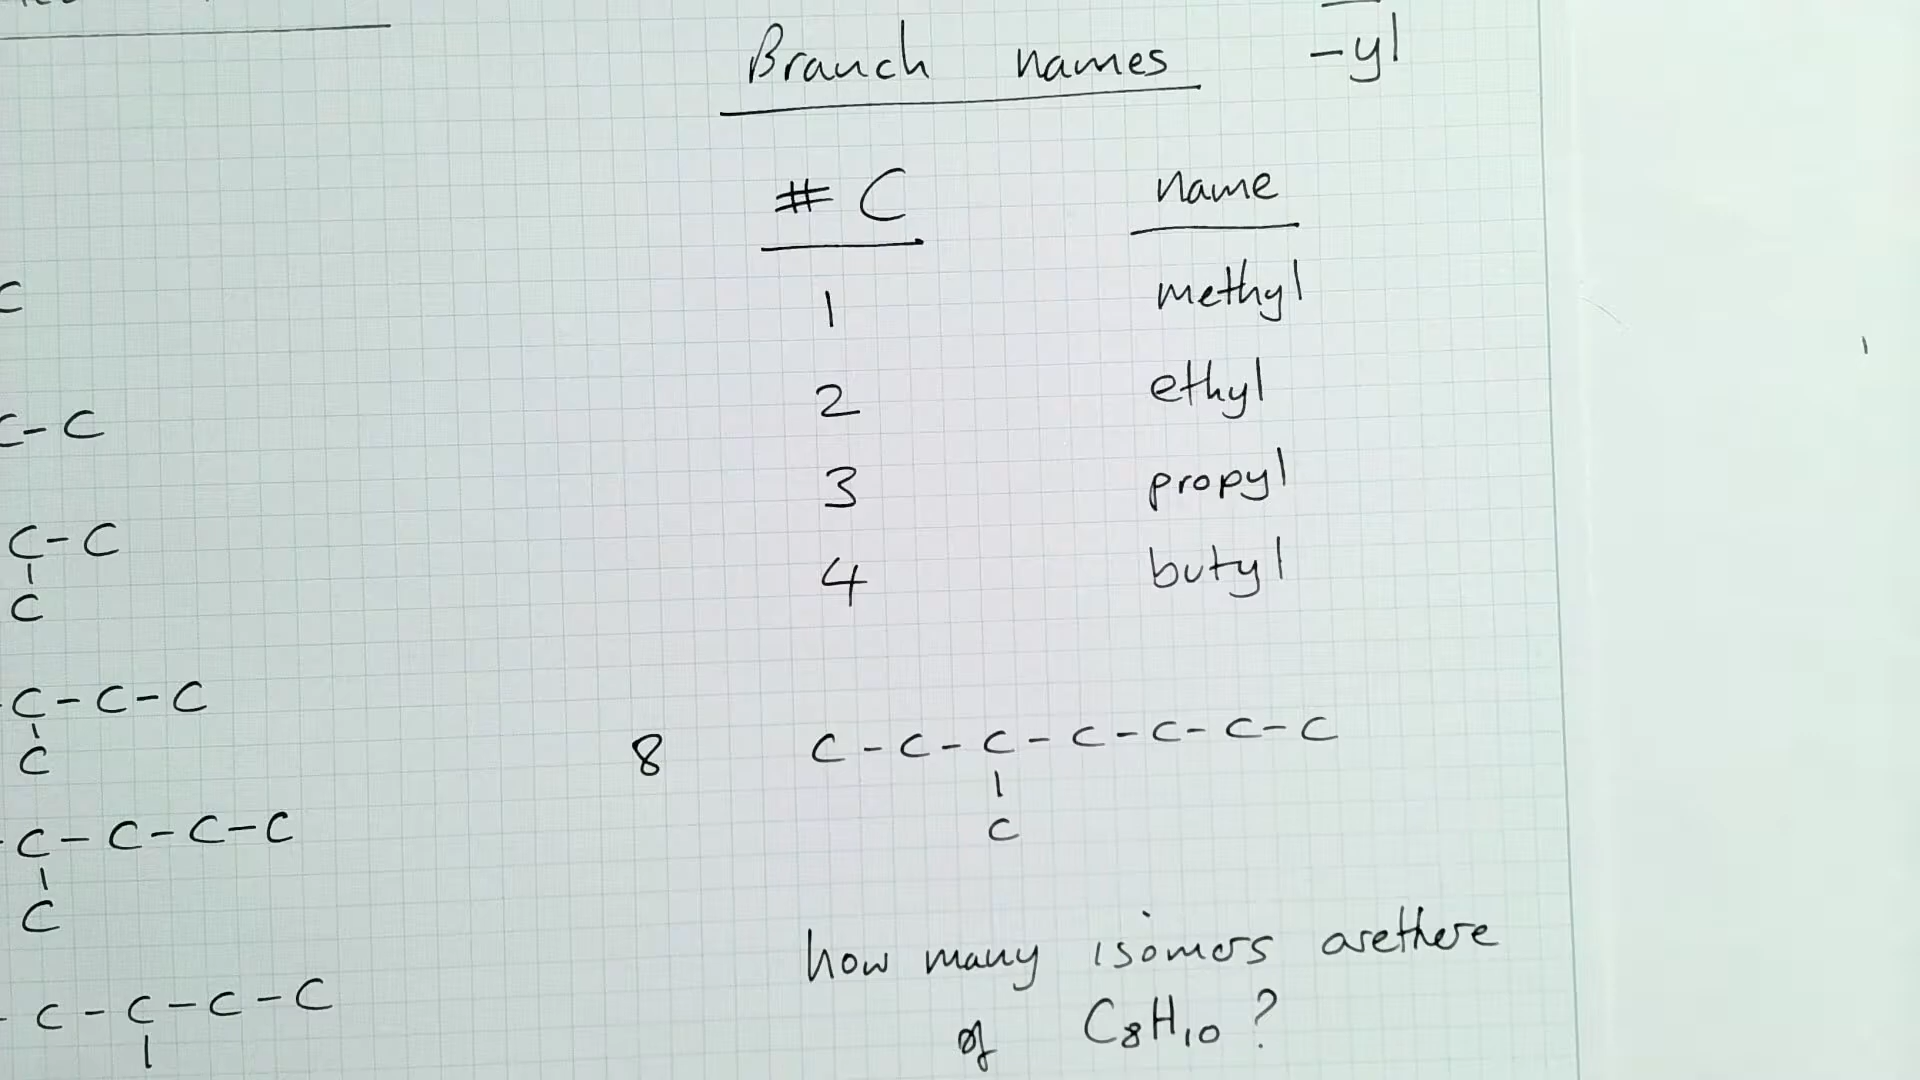 Branch names -yl
# C name
1 methyl
2 ethyl
3 propyl
4 butyl
C
C-C
C-C
C
C-C-C
C
C-C-C-C
C
C-C-C-C
8 C-C-C-C-C-C-C
C
how many isomers arethere
of C8H10?